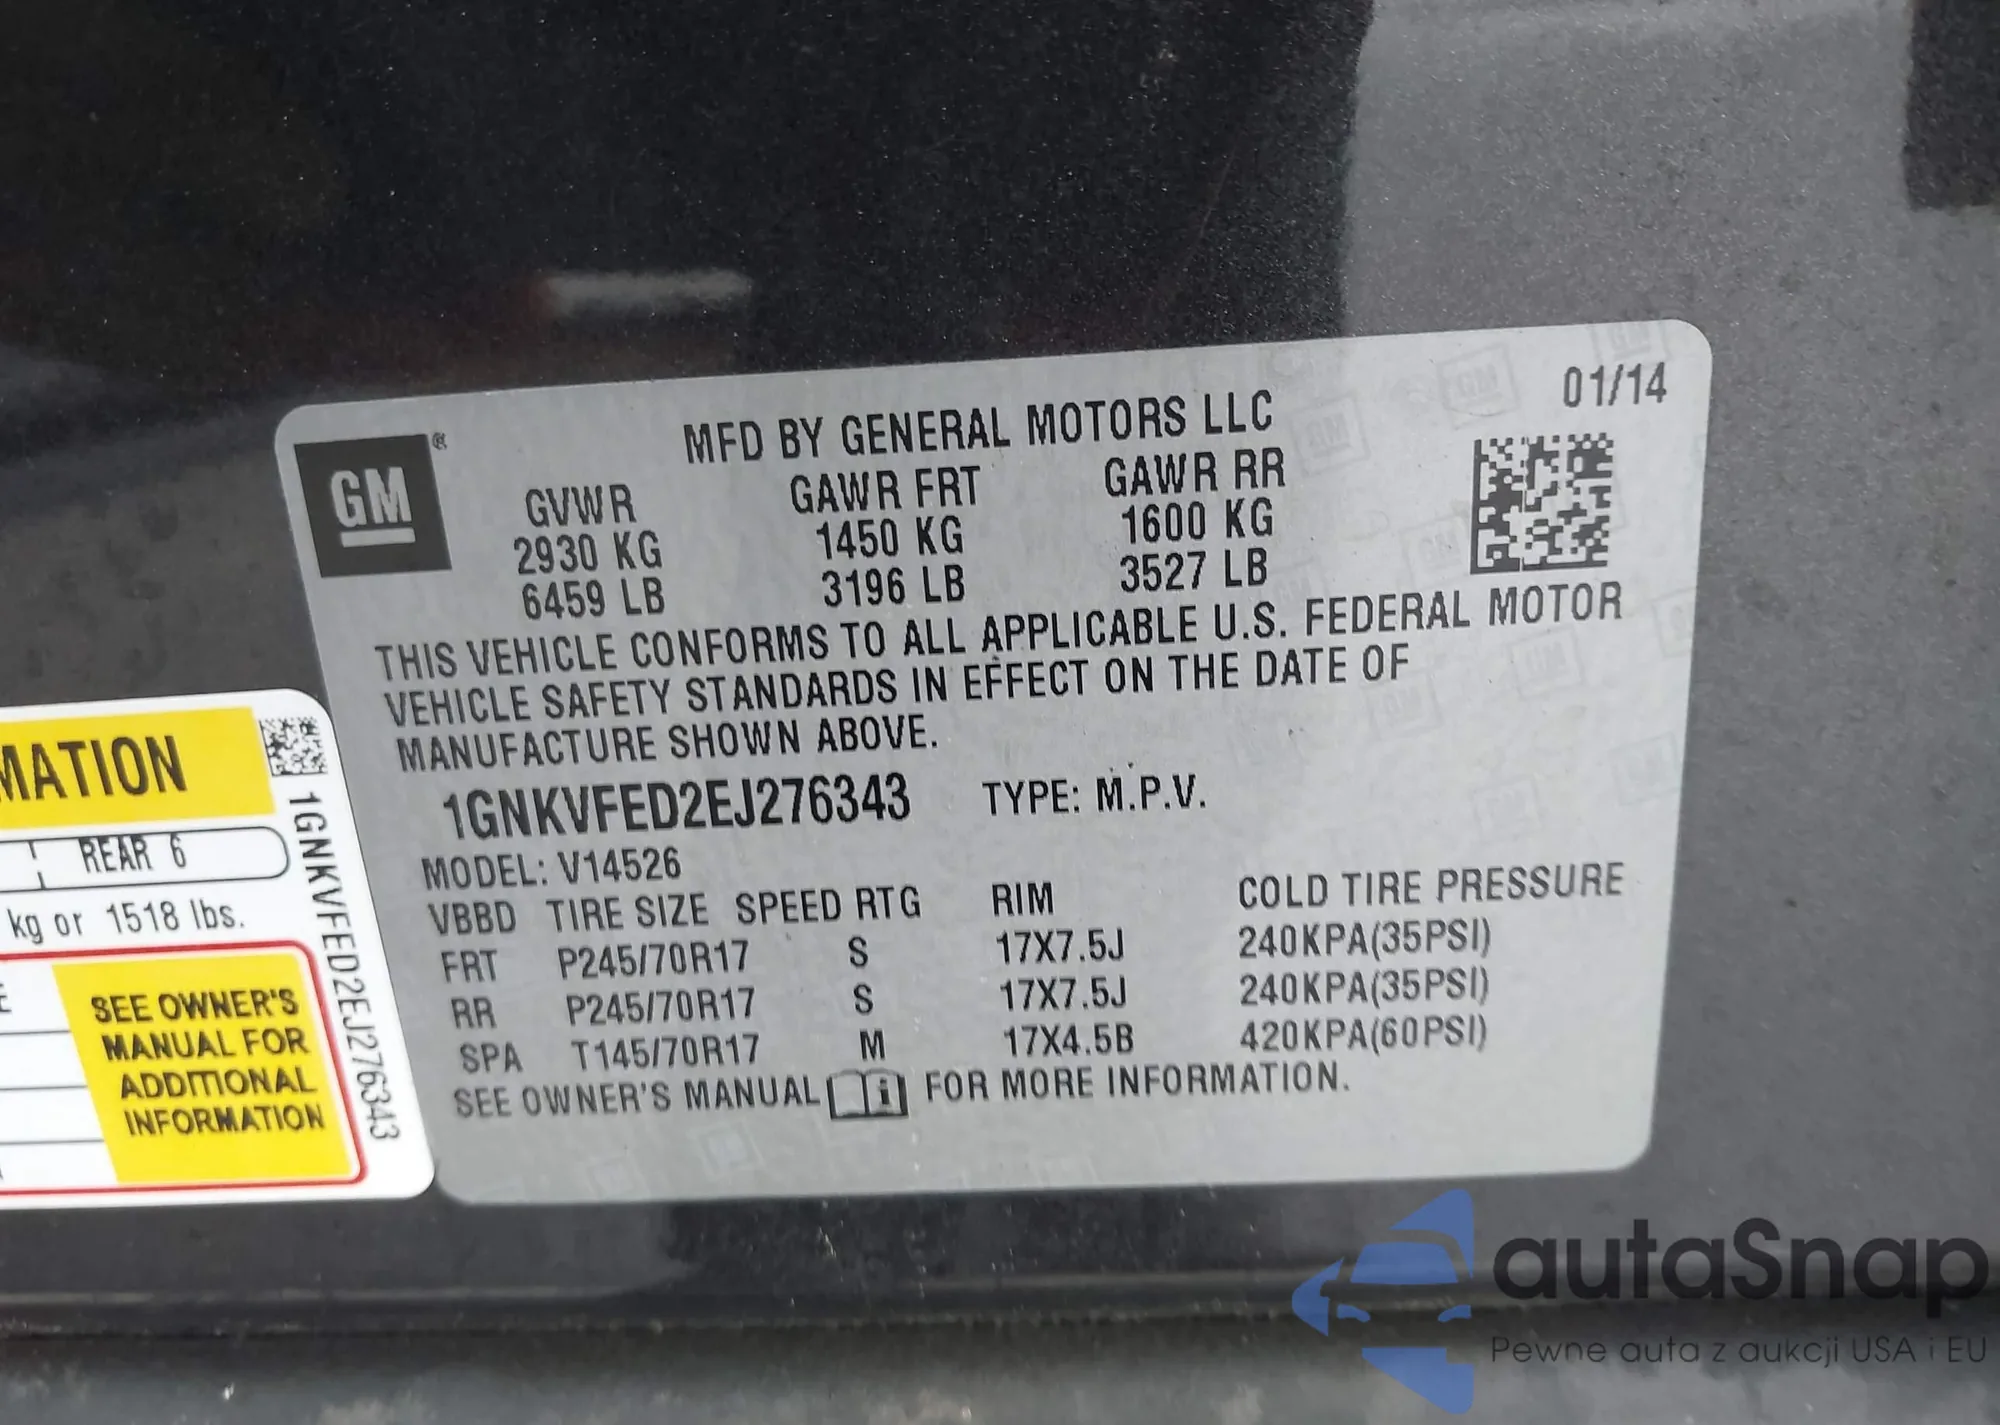 MFD BY GENERAL MOTORS LLC
01/14
GM
®
GVWR GAWR FRT GAWR RR
2930 KG 1450 KG 1600 KG
6459 LB 3196 LB 3527 LB
THIS VEHICLE CONFORMS TO ALL APPLICABLE U.S. FEDERAL MOTOR
VEHICLE SAFETY STANDARDS IN EFFECT ON THE DATE OF
MANUFACTURE SHOWN ABOVE.
1GNKVFED2EJ276343 TYPE: M.P.V.
MODEL: V14526
VBBD TIRE SIZE SPEED RTG RIM COLD TIRE PRESSURE
FRT P245/70R17 S 17X7.5J 240KPA(35PSI)
RR P245/70R17 S 17X7.5J 240KPA(35PSI)
SPA T145/70R17 M 17X4.5B 420KPA(60PSI)
SEE OWNER'S MANUAL FOR MORE INFORMATION.
MATION
REAR 6
kg or 1518 lbs.
SEE OWNER'S
MANUAL FOR
ADDITIONAL
INFORMATION
1GNKVFED2EJ276343
autaSnap
Pewne auta z aukcji USA i EU